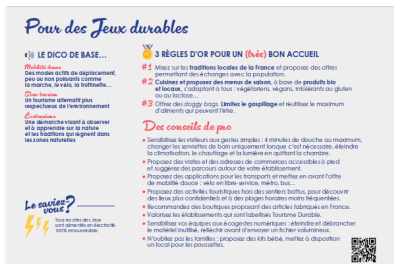 Pour des Jeux durables
LE DICO DE BASE...
Mobilité douce
Des modes actifs de déplacement,
peu ou non polluants comme
la marche, le vélo, la trottinette...
Slow tourism
Un tourisme alternatif plus
respectueux de l'environnement
Écotourisme
Une démarche visant à observer
et à apprendre sur la nature
et les traditions qui règnent dans
les zones naturelles
Le saviez-
vous?
Tous les sites des Jeux
sont alimentés en électricité
100% renouvelable.
3 RÈGLES D'OR POUR UN (très) BON ACCUEIL
#1 Misez sur les traditions locales de la France et proposez des offres
permettant des échanges avec la population.
#2 Cuisinez et proposez des menus de saison, à base de produits bio
et locaux, s'adaptant à tous : végétariens, végans, intolérants au gluten
ou au lactose...
#3 Offrez des doggy bags. Limitez le gaspillage et réutilisez le maximum
d'aliments qui peuvent l'être.
Des conseils de pro
• Sensibilisez les visiteurs aux gestes simples : 4 minutes de douche au maximum,
changer les serviettes de bain uniquement lorsque c'est nécessaire, éteindre
la climatisation, le chauffage et la lumière en quittant la chambre.
• Proposez des visites et des adresses de commerces accessibles à pied
et suggérez des parcours autour de votre établissement.
• Proposez des applications pour les transports et mettez en avant l'offre
de mobilité douce : vélo en libre-service, métro, bus...
• Proposez des activités touristiques hors des sentiers battus, pour découvrir
des lieux plus confidentiels et à des plages horaires moins fréquentées.
• Recommandez des boutiques proposant des articles fabriqués en France.
• Valorisez les établissements qui sont labellisés Tourisme Durable.
• Sensibilisez vos équipes aux écogestes numériques : éteindre et débrancher
le matériel inutilisé, réfléchir avant d'envoyer un fichier volumineux.
• N'oubliez pas les familles : proposez des kits bébé, mettez à disposition
un local pour les poussettes.